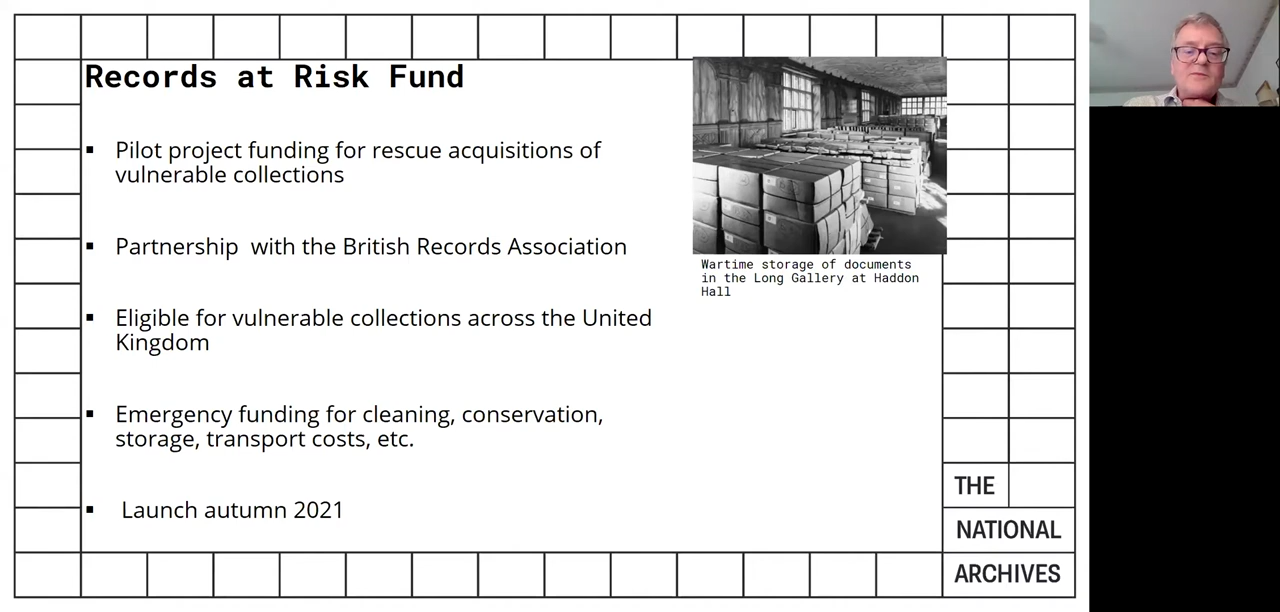 Records at Risk Fund
▪ Pilot project funding for rescue acquisitions of
vulnerable collections
▪ Partnership  with the British Records Association
▪ Eligible for vulnerable collections across the United
Kingdom
▪ Emergency funding for cleaning, conservation,
storage, transport costs, etc.
▪ Launch autumn 2021
Wartime storage of documents
in the Long Gallery at Haddon
Hall
THE
NATIONAL
ARCHIVES